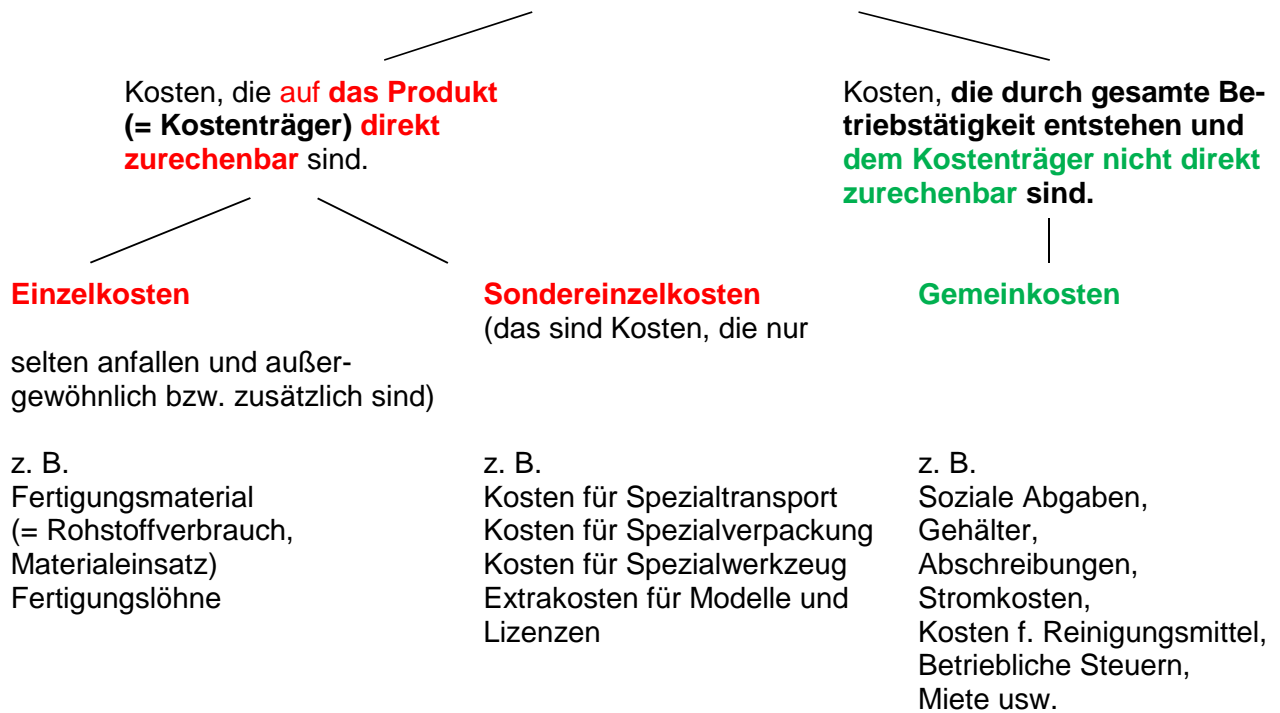 Kosten, die auf das Produkt
(= Kostenträger) direkt
zurechenbar sind.
Kosten, die durch gesamte Be-
triebstätigkeit entstehen und
dem Kostenträger nicht direkt
zurechenbar sind.
Einzelkosten
selten anfallen und außer-
gewöhnlich bzw. zusätzlich sind)
z. B.
Fertigungsmaterial
(= Rohstoffverbrauch,
Materialeinsatz)
Fertigungslöhne
Sondereinzelkosten
(das sind Kosten, die nur
z. B.
Kosten für Spezialtransport
Kosten für Spezialverpackung
Kosten für Spezialwerkzeug
Extrakosten für Modelle und
Lizenzen
Gemeinkosten
z. B.
Soziale Abgaben,
Gehälter,
Abschreibungen,
Stromkosten,
Kosten f. Reinigungsmittel,
Betriebliche Steuern,
Miete usw.